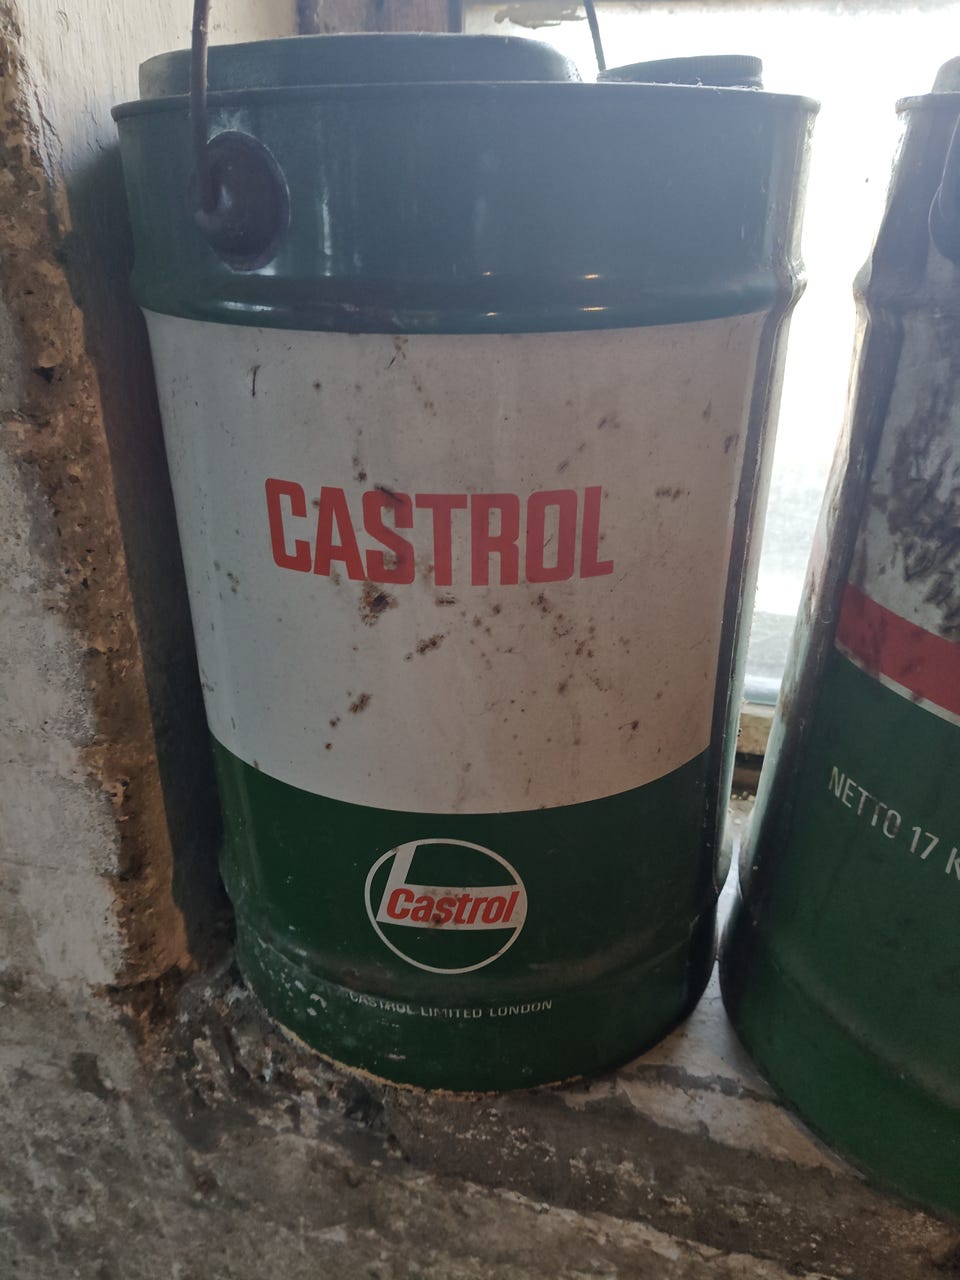 CASTROL
Castrol
CASTROL LIMITED LONDON
NETTO 17 K